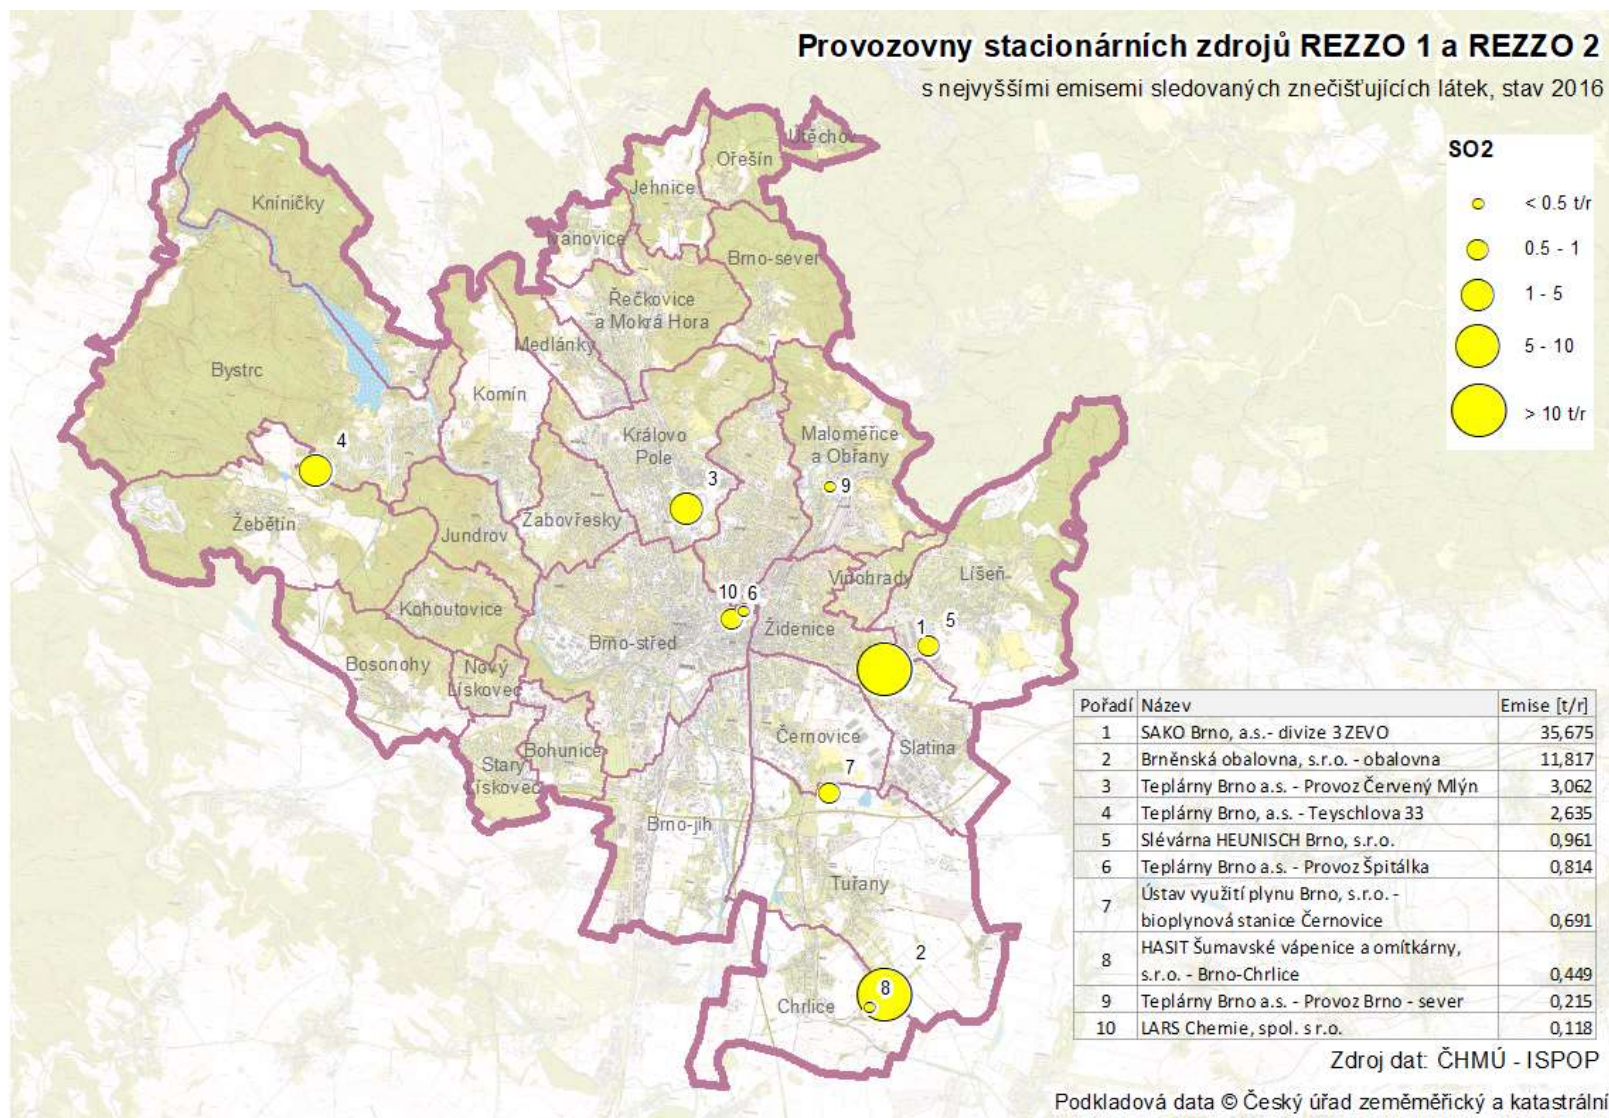 Provozovny stacionárních zdrojů REZZO 1 a REZZO 2
s nejvyššími emisemi sledovaných znečišťujících látek, stav 2016
SO2
< 0.5 t/r
0.5 - 1
1 - 5
5 - 10
> 10 t/r
Útěchov
Ořešín
Jehnice
Kníničky
Ivanovice
Brno-sever
Řečkovice
a Mokrá Hora
Medlánky
Bystrc
Komín
Královo
Pole
Maloměřice
a Obřany
4
3
9
Žebětín
Jundrov
Žabovřesky
Vinohrady
Líšeň
Kohoutovice
10
6
Židenice
1
5
Brno-střed
Bosonohy
Nový
Lískovec
Černovice
Slatina
Starý
Lískovec
Bohunice
7
Brno-jih
Tuřany
2
8
Chrlice
Pořadí Název Emise [t/r]
1 SAKO Brno, a.s.- divize 3 ZEVO 35,675
2 Brněnská obalovna, s.r.o. - obalovna 11,817
3 Teplárny Brno a.s. - Provoz Červený Mlýn 3,062
4 Teplárny Brno, a.s. - Teyschlova 33 2,635
5 Slévárna HEUNISCH Brno, s.r.o. 0,961
6 Teplárny Brno a.s. - Provoz Špitálka 0,814
7 Ústav využití plynu Brno, s.r.o. -
bioplynová stanice Černovice 0,691
8 HASIT Šumavské vápenice a omítkárny,
s.r.o. - Brno-Chrlice 0,449
9 Teplárny Brno a.s. - Provoz Brno - sever 0,215
10 LARS Chemie, spol. s r.o. 0,118
Zdroj dat: ČHMÚ - ISPOP
Podkladová data © Český úřad zeměměřický a katastrální